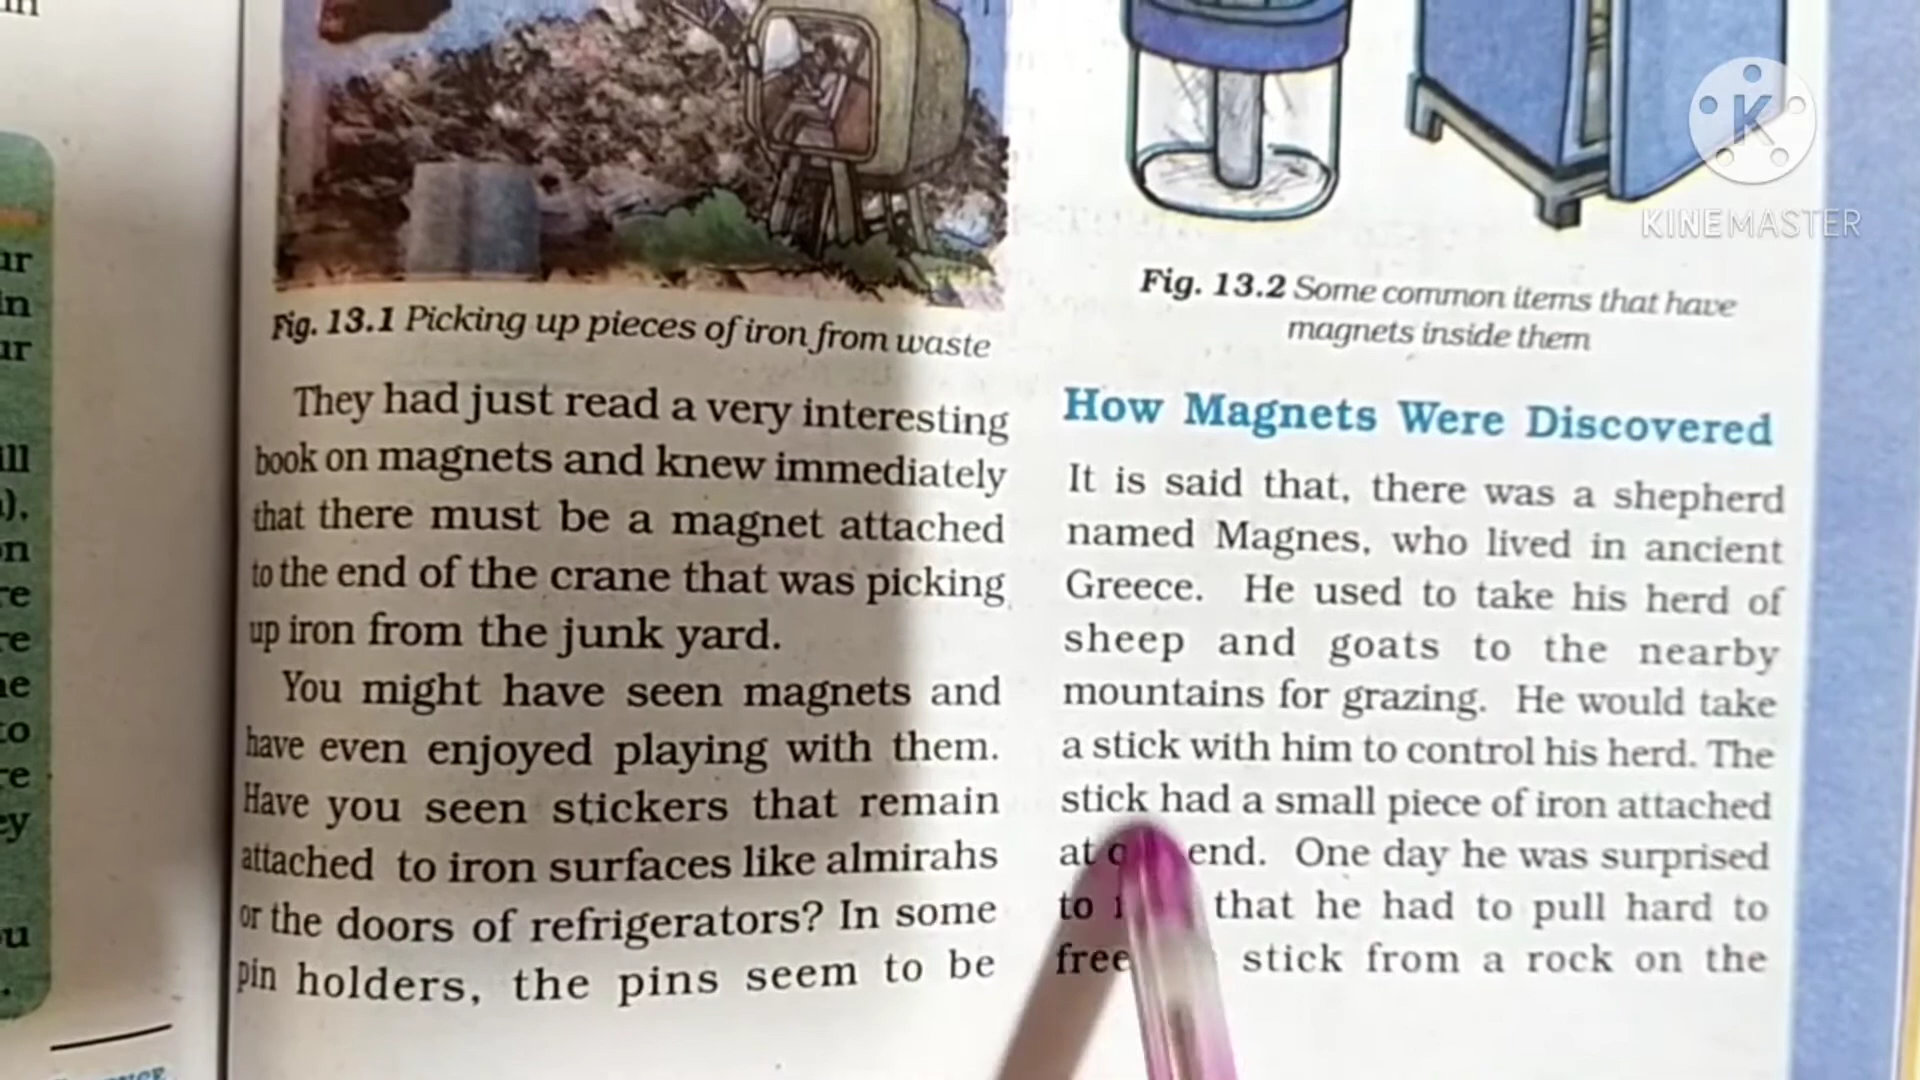 Fig. 13.1 Picking up pieces of iron from waste
They had just read a very interesting
book on magnets and knew immediately
that there must be a magnet attached
to the end of the crane that was picking
up iron from the junk yard.
You might have seen magnets and
have even enjoyed playing with them.
Have you seen stickers that remain
attached to iron surfaces like almirahs
or the doors of refrigerators? In some
pin holders, the pins seem to be
Fig. 13.2 Some common items that have
magnets inside them
How Magnets Were Discovered
It is said that, there was a shepherd
named Magnes, who lived in ancient
Greece. He used to take his herd of
sheep and goats to the nearby
mountains for grazing. He would take
a stick with him to control his herd. The
stick had a small piece of iron attached
at end. One day he was surprised
to that he had to pull hard to
free stick from a rock on the
K
KINEMASTER